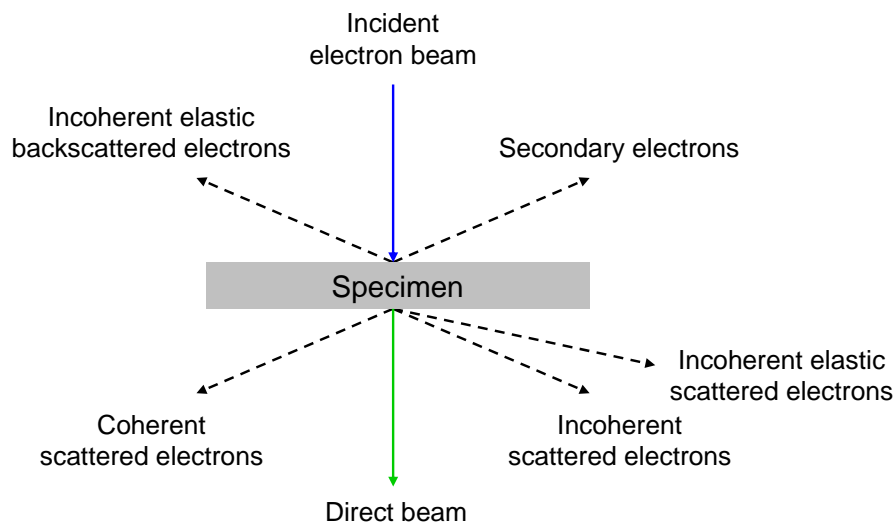 Incident
electron beam
Incoherent elastic
backscattered electrons
Secondary electrons
Specimen
Incoherent elastic
scattered electrons
Coherent
scattered electrons
Incoherent
scattered electrons
Direct beam